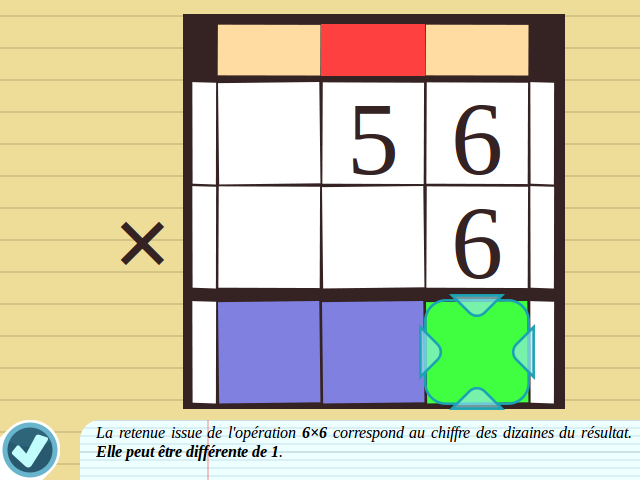 5 6
× 6
La retenue issue de l'opération 6×6 correspond au chiffre des dizaines du résultat.
Elle peut être différente de 1.